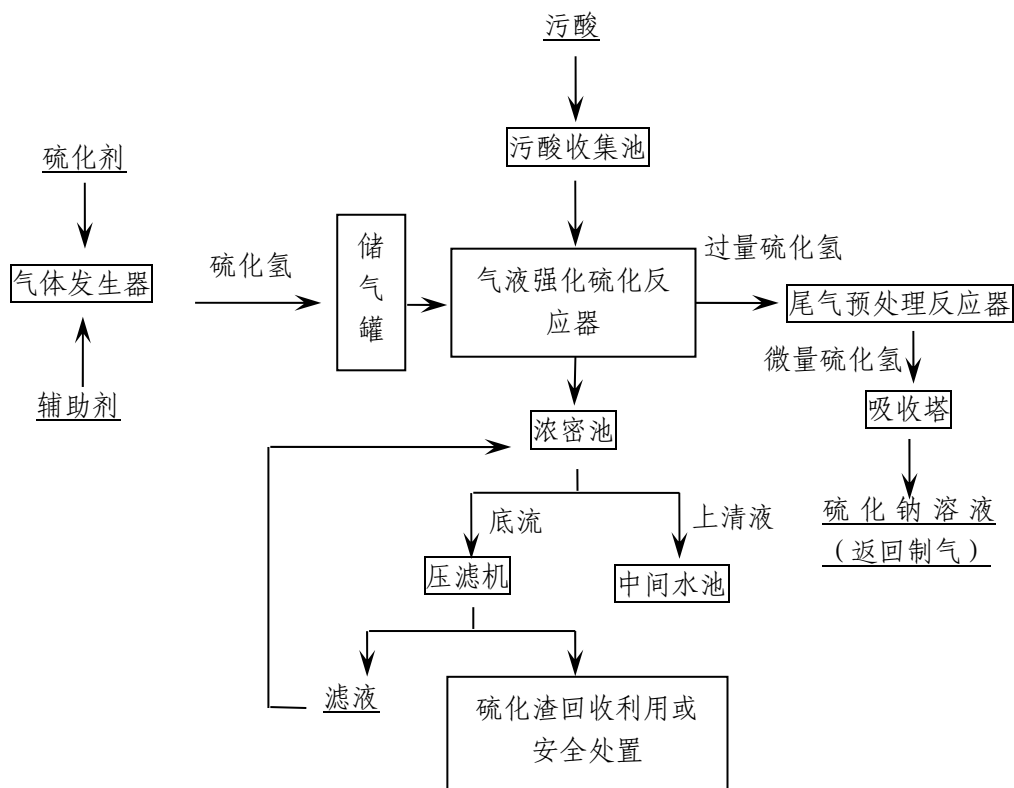 污酸
污酸收集池
硫化剂
气体发生器
辅助剂
硫化氢
储
气
罐
气液强化硫化反
应器
过量硫化氢
尾气预处理反应器
微量硫化氢
吸收塔
硫化钠溶液
（返回制气）
浓密池
底流
上清液
压滤机
中间水池
滤液
硫化渣回收利用或
安全处置